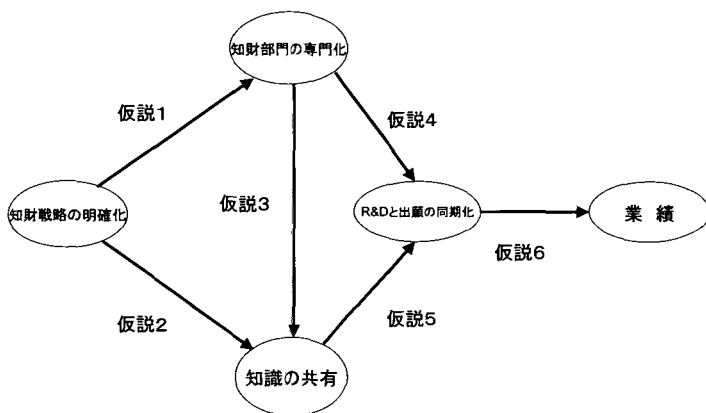 知財部門の専門化
仮説1
仮説4
仮説3
知財戦略の明確化
R&Dと出願の同期化
業 績
仮説6
仮説2
仮説5
知識の共有